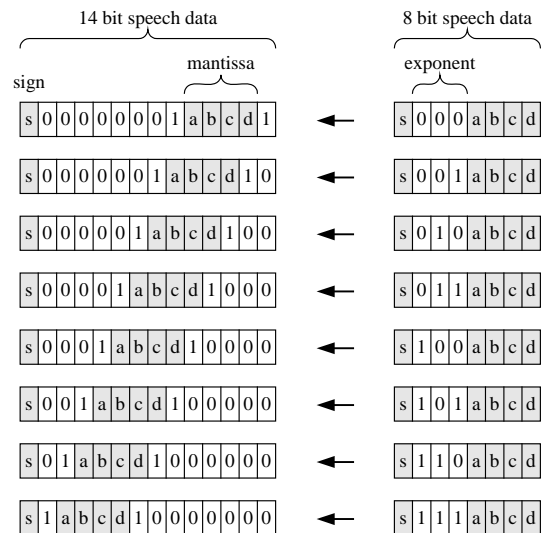 14 bit speech data 8 bit speech data
mantissa exponent
sign
s 0 0 0 0 0 0 0 1 a b c d 1 s 0 0 0 a b c d
s 0 0 0 0 0 0 1 a b c d 1 0 s 0 0 1 a b c d
s 0 0 0 0 0 1 a b c d 1 0 0 s 0 1 0 a b c d
s 0 0 0 0 1 a b c d 1 0 0 0 s 0 1 1 a b c d
s 0 0 0 1 a b c d 1 0 0 0 0 s 1 0 0 a b c d
s 0 0 1 a b c d 1 0 0 0 0 0 s 1 0 1 a b c d
s 0 1 a b c d 1 0 0 0 0 0 0 s 1 1 0 a b c d
s 1 a b c d 1 0 0 0 0 0 0 0 s 1 1 1 a b c d